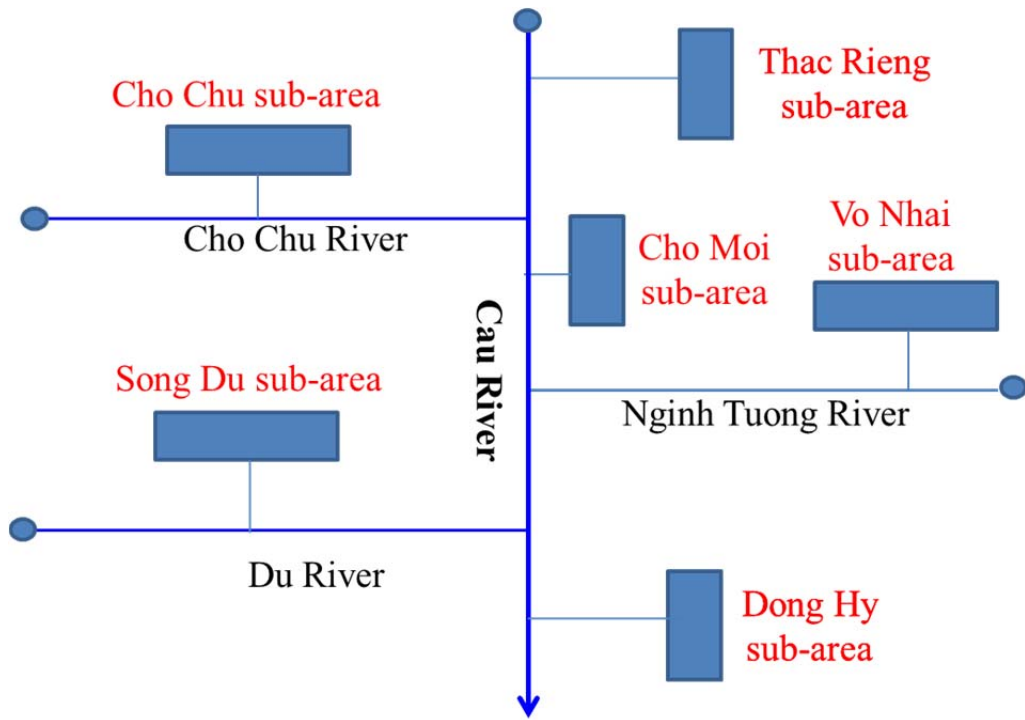 Thac Rieng
sub-area
Cho Chu sub-area
Cho Chu River
Vo Nhai
sub-area
Cho Moi
sub-area
Cau River
Song Du sub-area
Nginh Tuong River
Du River
Dong Hy
sub-area